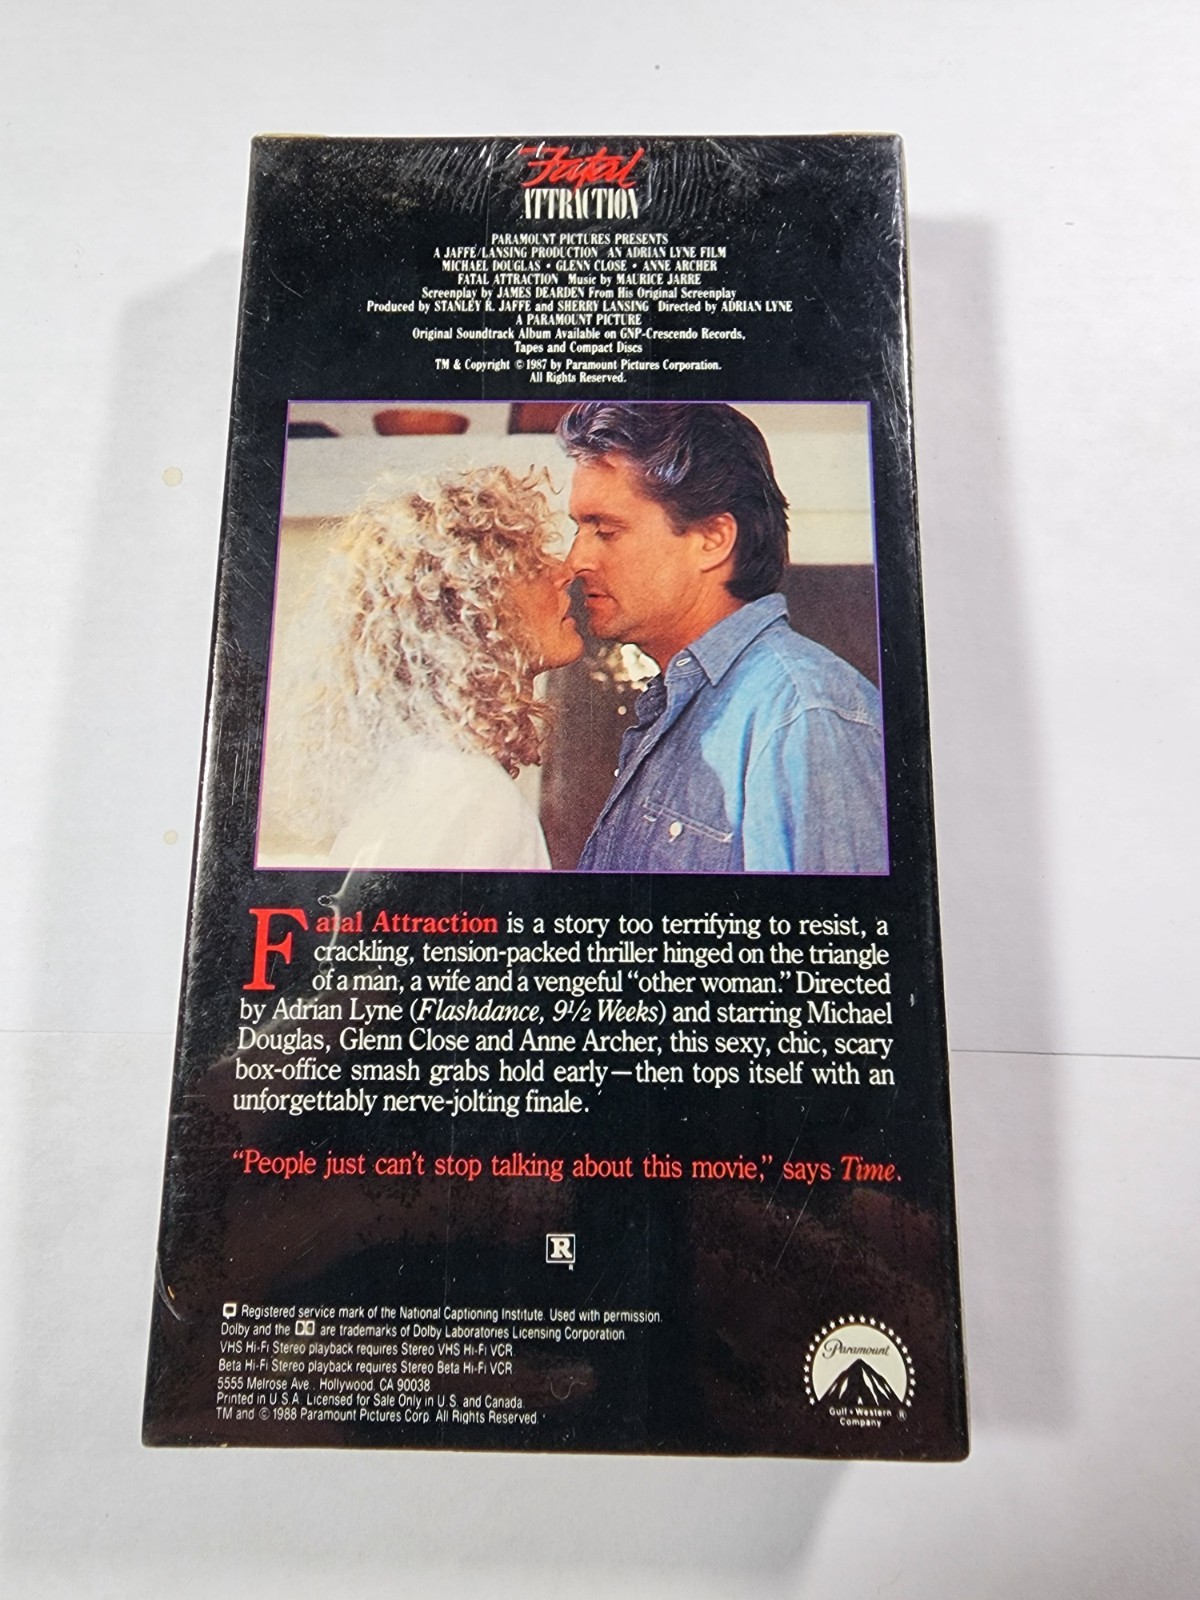 Fatal
ATTRACTION
PARAMOUNT PICTURES PRESENTS
A JAFFE/LANSING PRODUCTION AN ADRIAN LYNE FILM
MICHAEL DOUGLAS • GLENN CLOSE • ANNE ARCHER
FATAL ATTRACTION Music by MAURICE JARRE
Screenplay by JAMES DEARDEN From His Original Screenplay
Produced by STANLEY R. JAFFE and SHERRY LANSING Directed by ADRIAN LYNE
A PARAMOUNT PICTURE
Original Soundtrack Album Available on GNP-Crescendo Records,
Tapes and Compact Discs
TM & Copyright © 1987 by Paramount Pictures Corporation.
All Rights Reserved.
Fatal Attraction is a story too terrifying to resist, a
crackling, tension-packed thriller hinged on the triangle
of a man, a wife and a vengeful “other woman.” Directed
by Adrian Lyne (Flashdance, 9½ Weeks) and starring Michael
Douglas, Glenn Close and Anne Archer, this sexy, chic, scary
box-office smash grabs hold early—then tops itself with an
unforgettably nerve-jolting finale.
“People just can't stop talking about this movie,” says Time.
R
®
Registered service mark of the National Captioning Institute. Used with permission.
Dolby and the are trademarks of Dolby Laboratories Licensing Corporation.
VHS Hi-Fi Stereo playback requires Stereo VHS Hi-Fi VCR.
Beta Hi-Fi Stereo playback requires Stereo Beta Hi-Fi VCR.
5555 Melrose Ave., Hollywood, CA 90038
Printed in U.S.A. Licensed for Sale Only in U.S. and Canada.
TM and © 1988 Paramount Pictures Corp. All Rights Reserved.
Paramount
A
Gulf + Western ®
Company